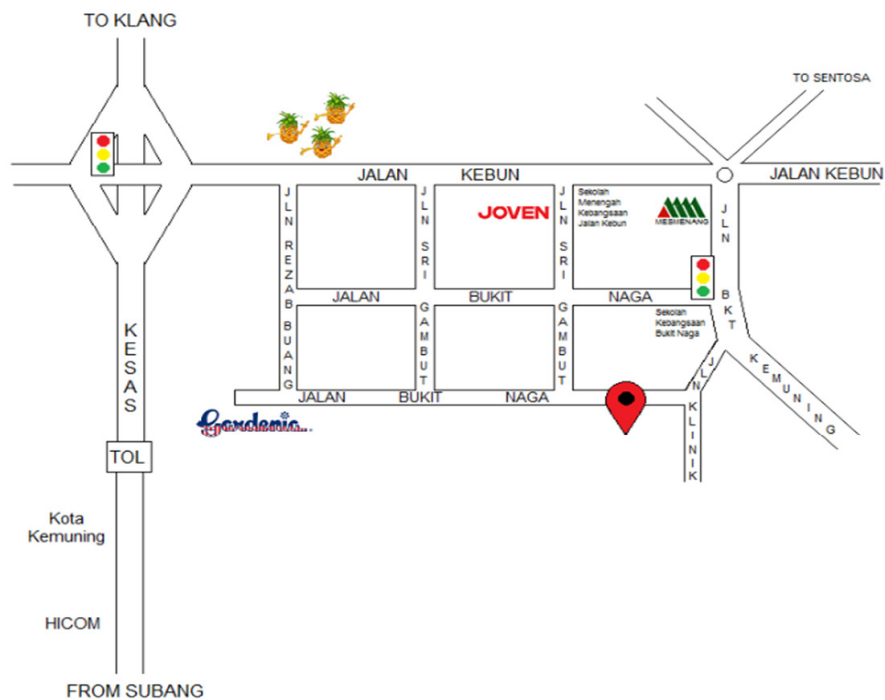 TO KLANG
TO SENTOSA
JALAN KEBUN
JALAN KEBUN
JLN REZAB BUANG
JLN SRI GAMBUT
JOVEN
JLN SRI GAMBUT
Sekolah
Menengah
Kebangsaan
Jalan Kebun
MESMENANG
JLN BKT KEMUNING
JALAN BUKIT NAGA
Sekolah
Kebangsaan
Bukit Naga
KESAS
JALAN BUKIT NAGA
JLN KLINIK
Gardenia
TOL
Kota
Kemuning
HICOM
FROM SUBANG